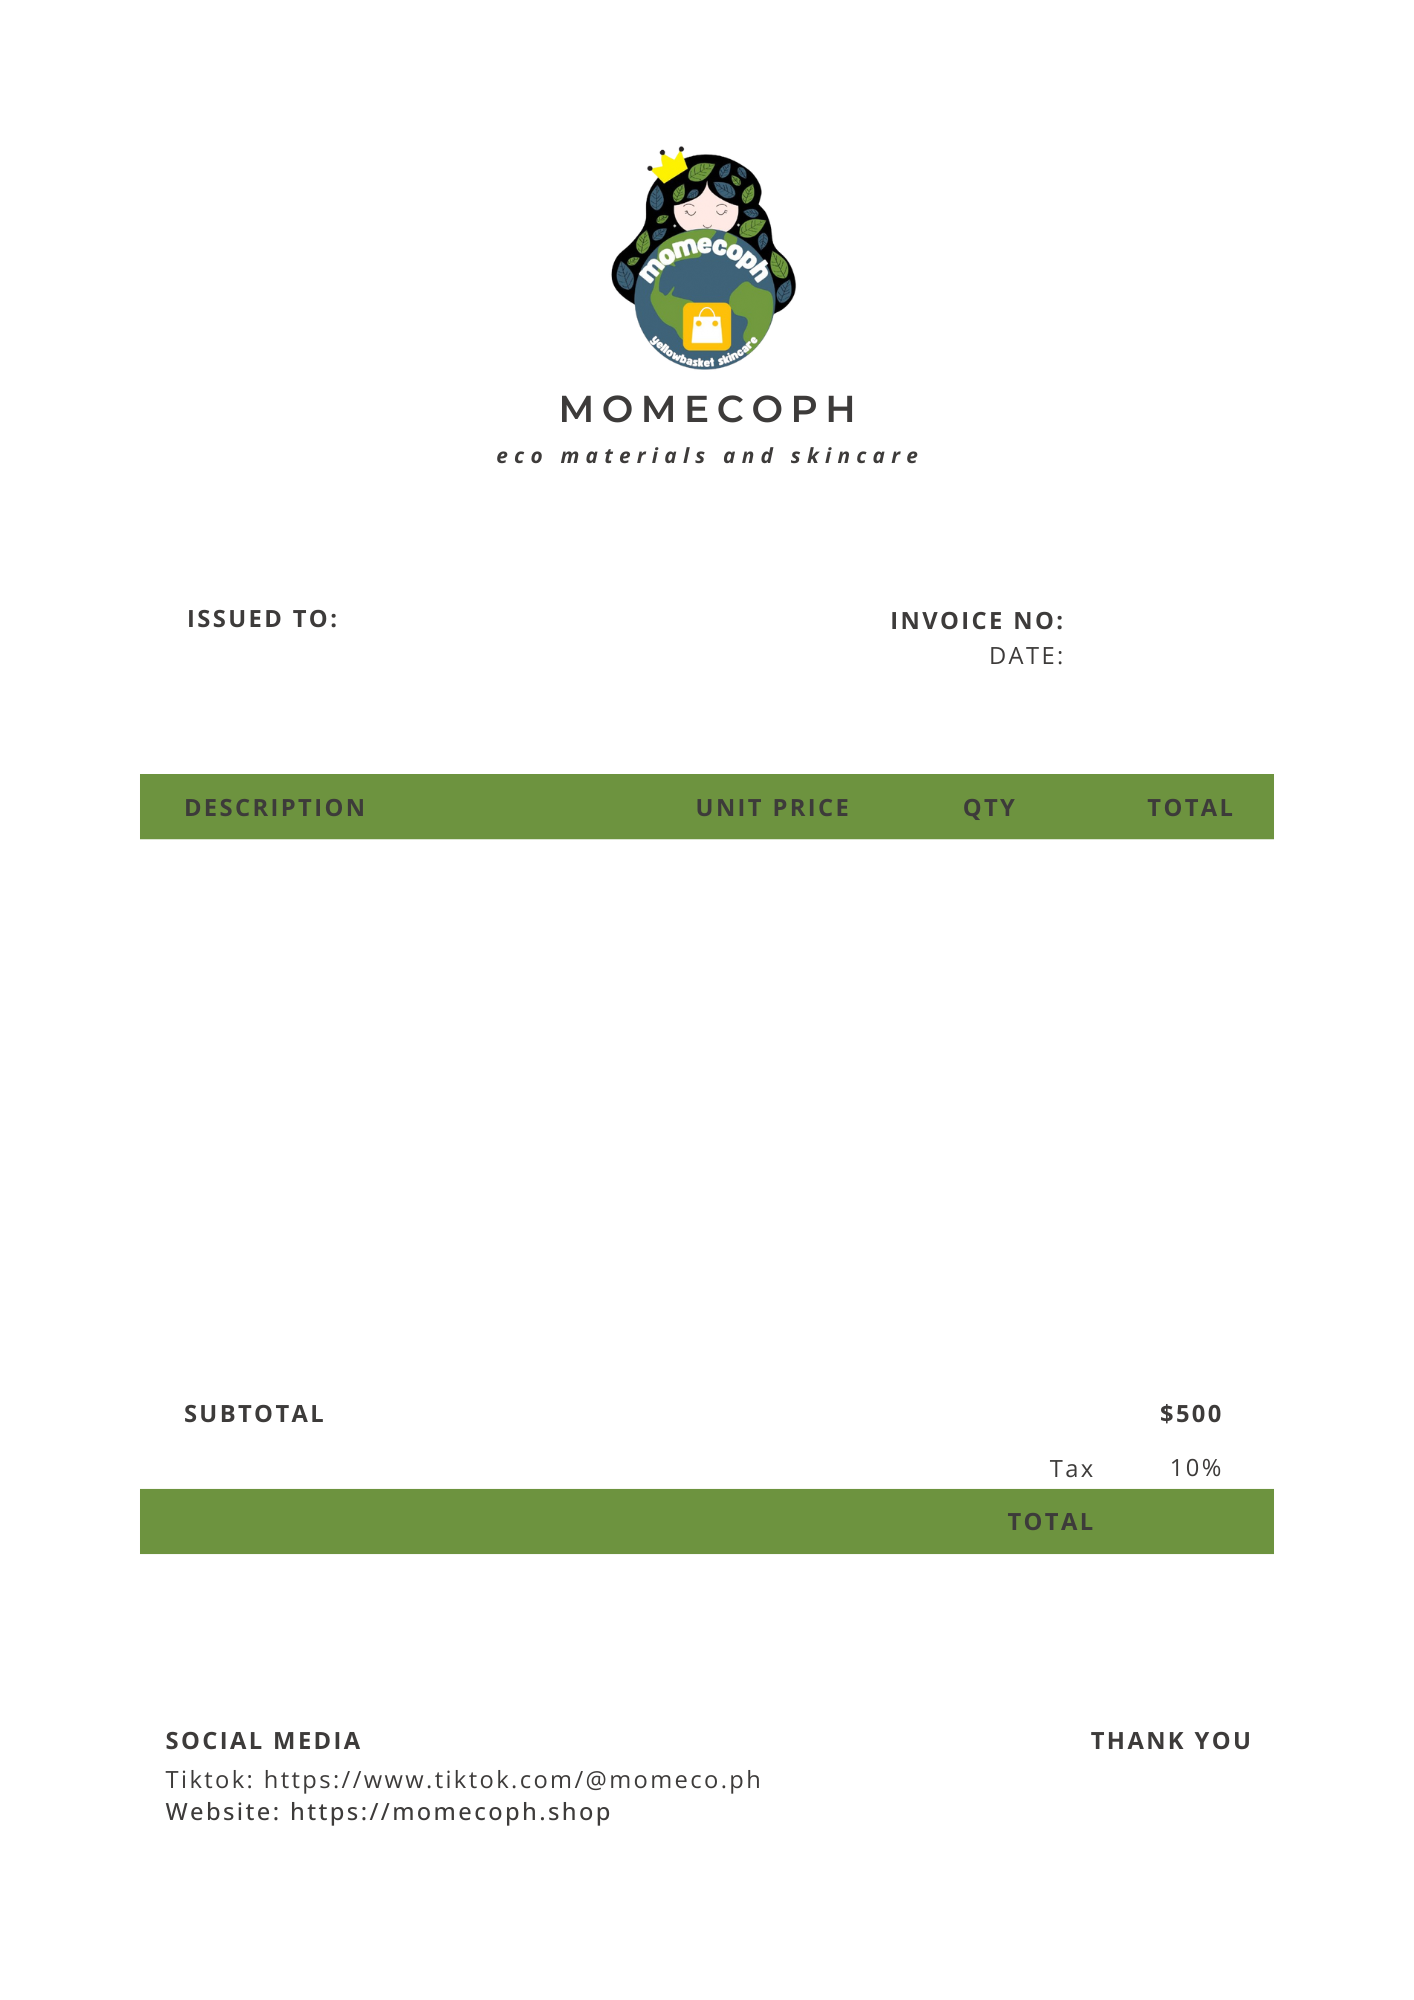 momecoph
yellowbasket skincare
MOMECOPH
eco materials and skincare
ISSUED TO:
INVOICE NO:
DATE:
DESCRIPTION UNIT PRICE QTY TOTAL
SUBTOTAL $500
Tax 10%
TOTAL
SOCIAL MEDIA THANK YOU
Tiktok: https://www.tiktok.com/@momeco.ph
Website: https://momecoph.shop